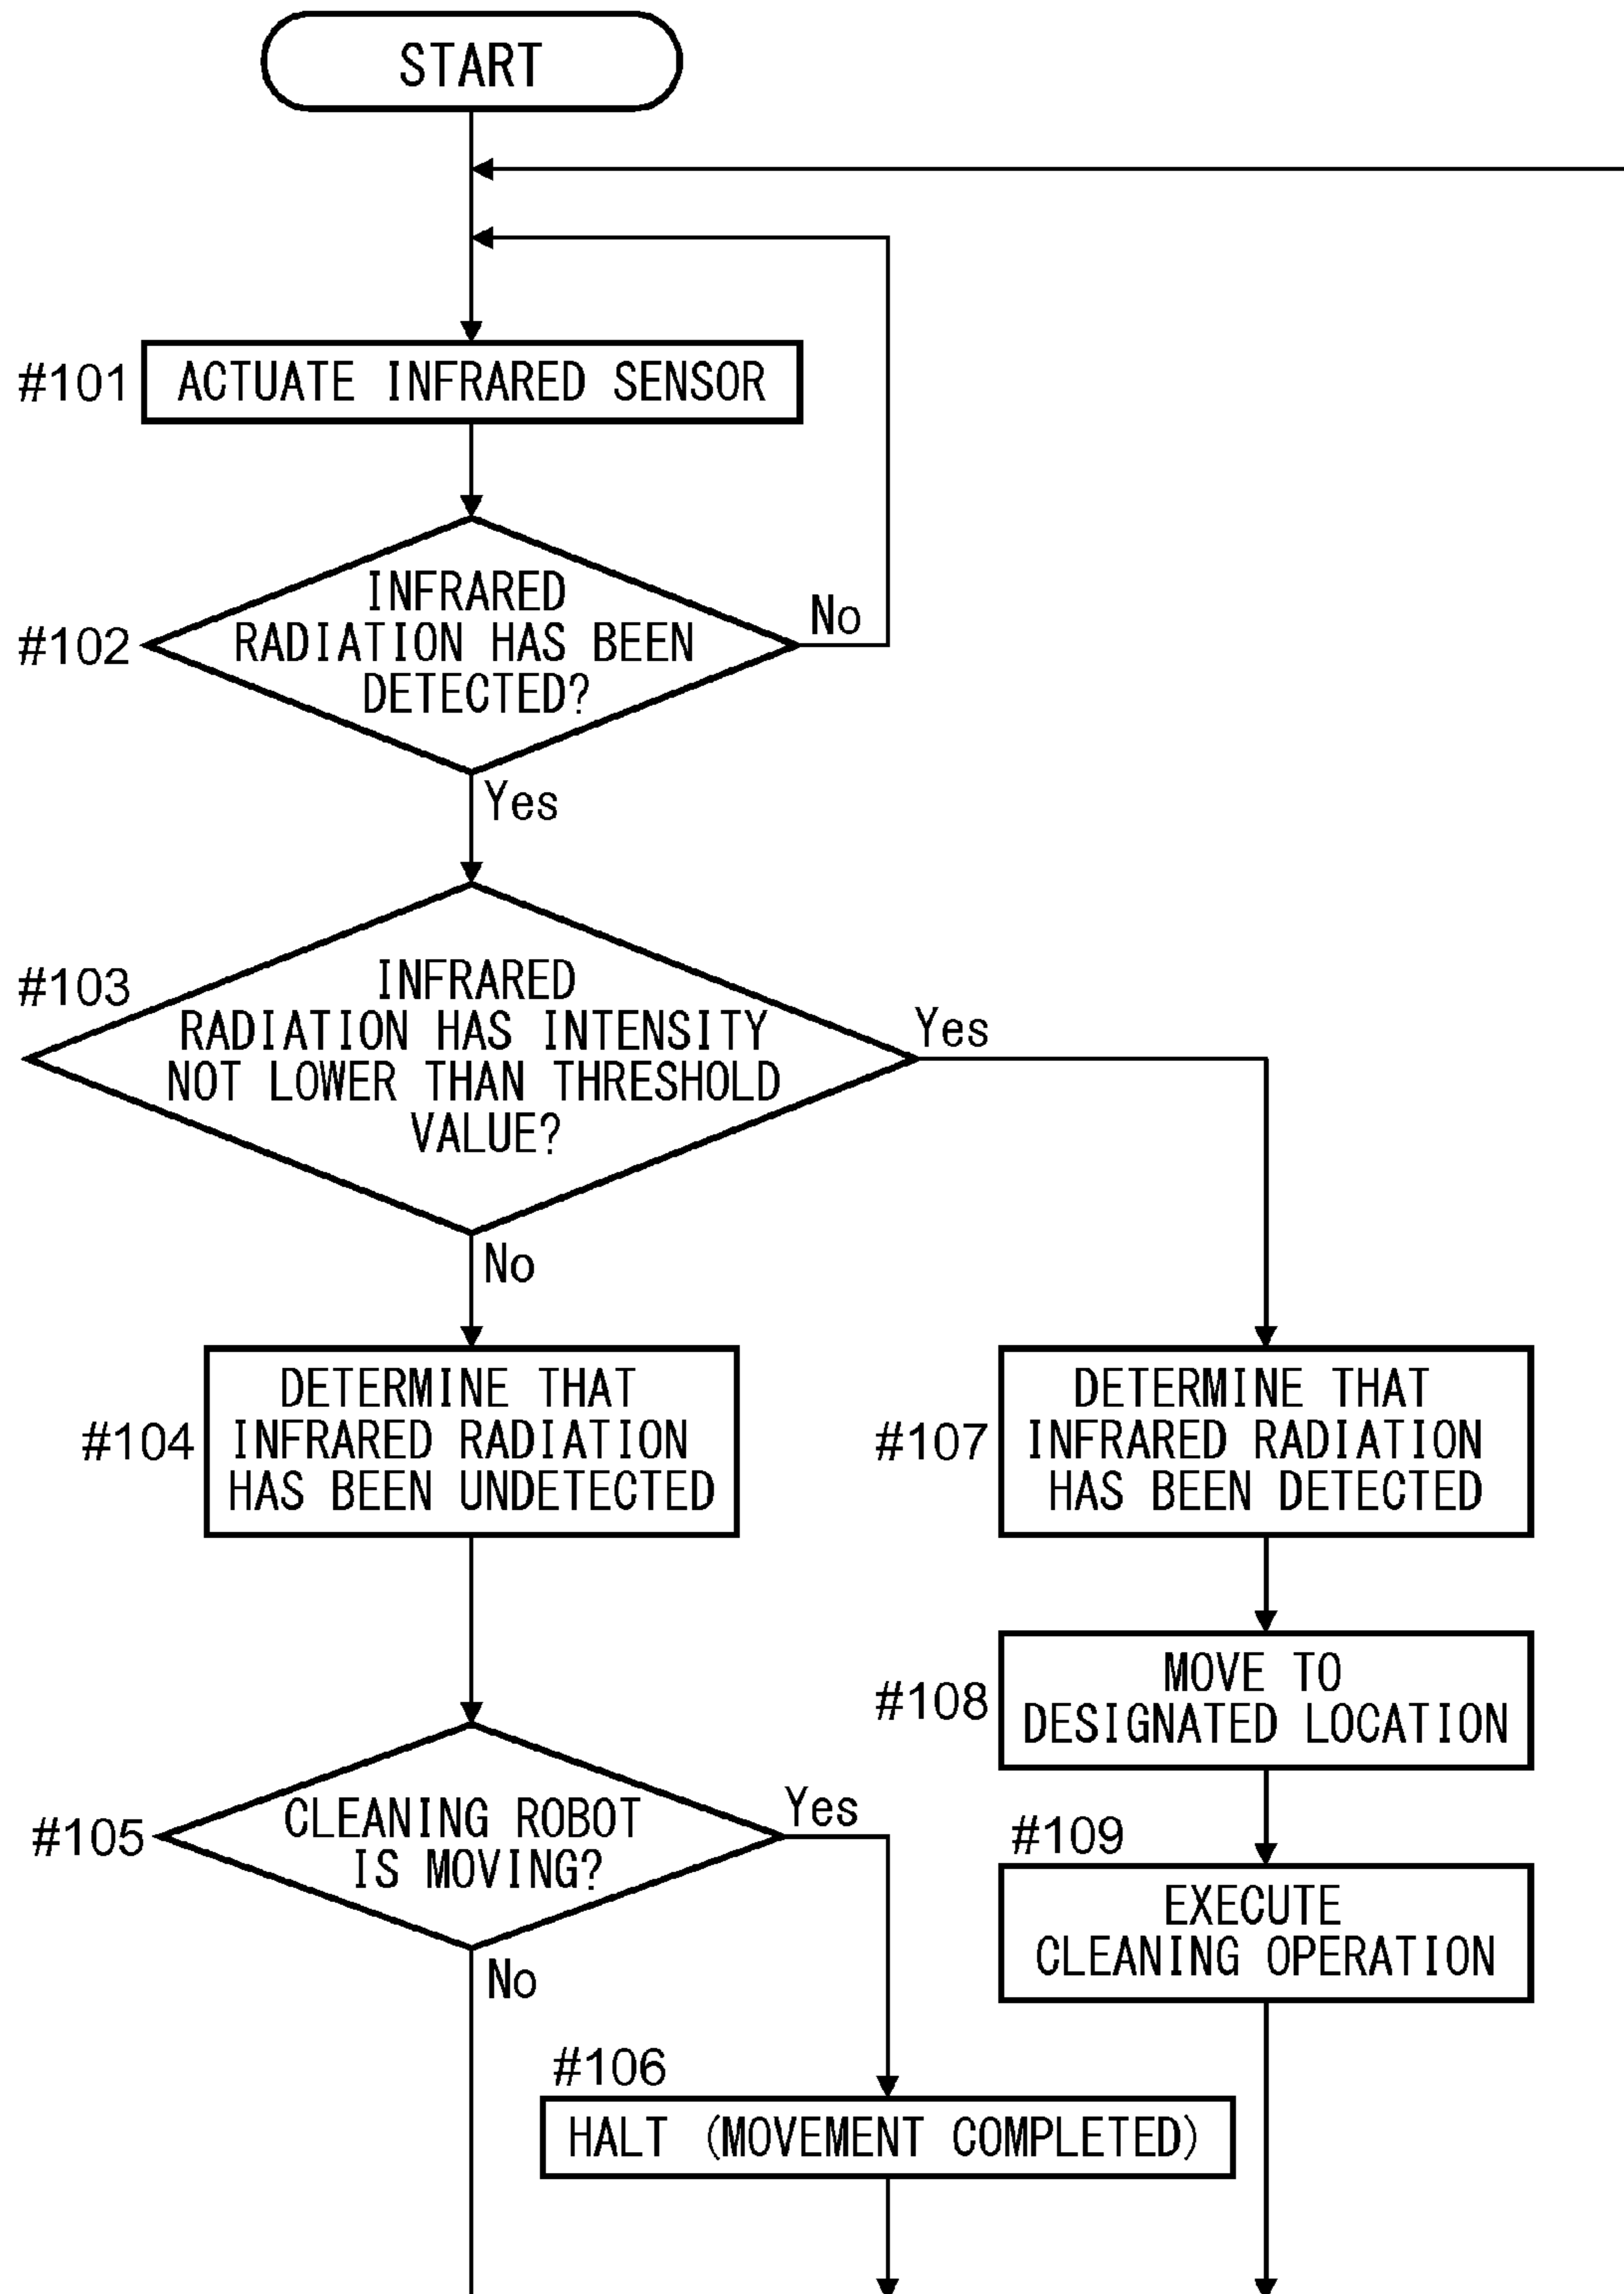 START
#101
ACTUATE INFRARED SENSOR
#102
INFRARED
RADIATION HAS BEEN
DETECTED?
No
Yes
#103
INFRARED
RADIATION HAS INTENSITY
NOT LOWER THAN THRESHOLD
VALUE?
Yes
No
#104
DETERMINE THAT
INFRARED RADIATION
HAS BEEN UNDETECTED
#107
DETERMINE THAT
INFRARED RADIATION
HAS BEEN DETECTED
#108
MOVE TO
DESIGNATED LOCATION
#105
CLEANING ROBOT
IS MOVING?
Yes
No
#109
EXECUTE
CLEANING OPERATION
#106
HALT (MOVEMENT COMPLETED)